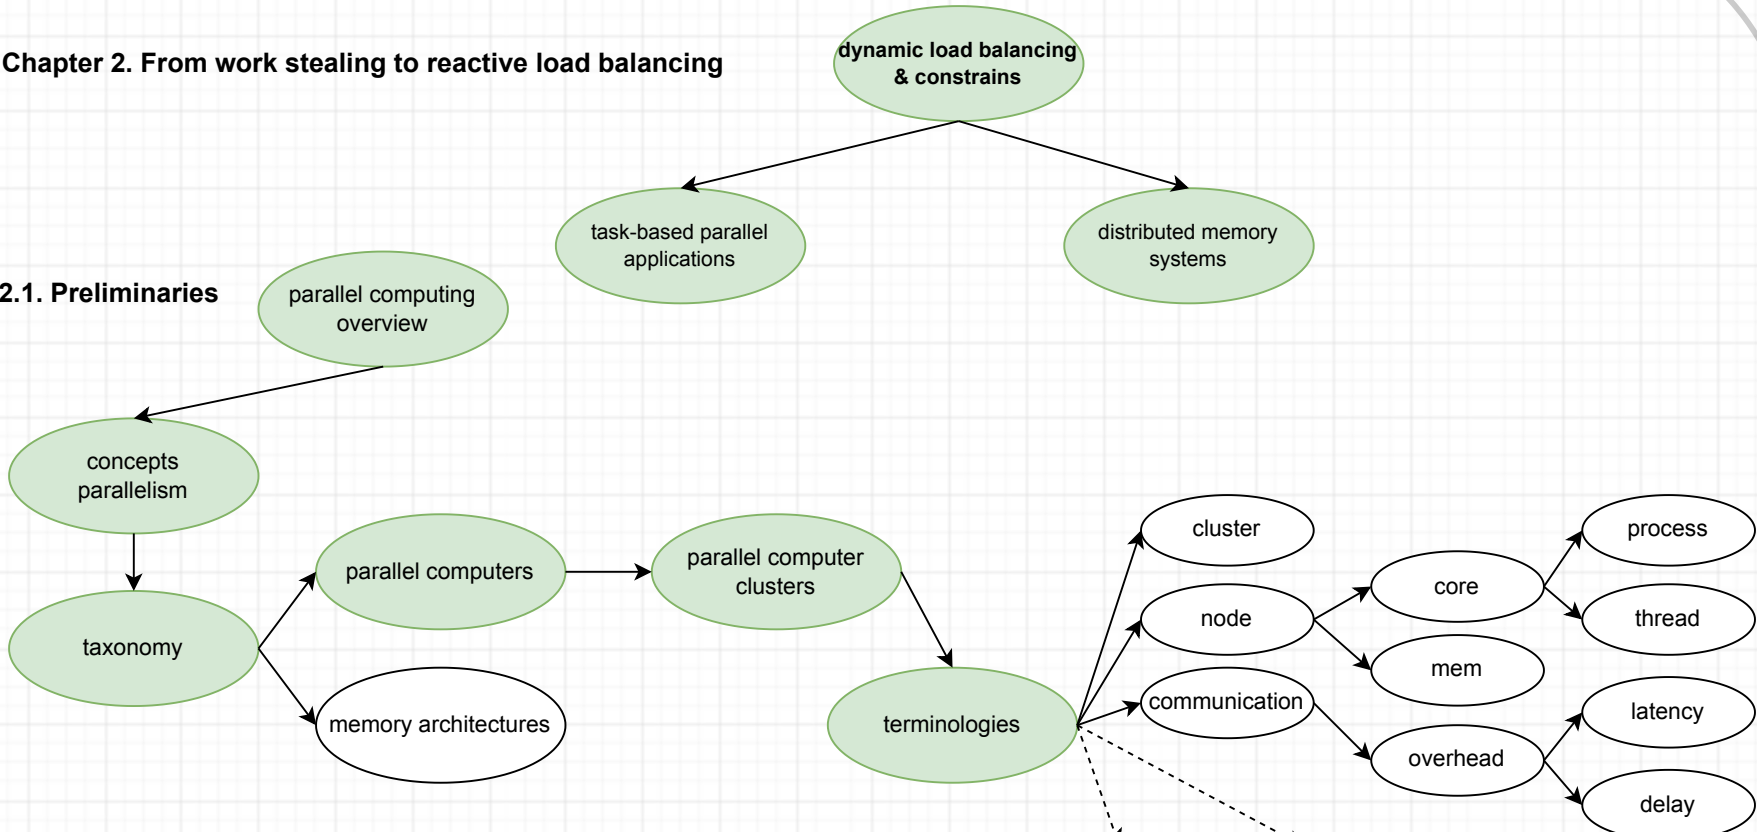 Chapter 2. From work stealing to reactive load balancing
dynamic load balancing
& constrains
task-based parallel
applications
distributed memory
systems
2.1. Preliminaries
parallel computing
overview
concepts
parallelism
taxonomy
parallel computers
memory architectures
parallel computer
clusters
terminologies
cluster
node
communication
core
mem
overhead
process
thread
latency
delay